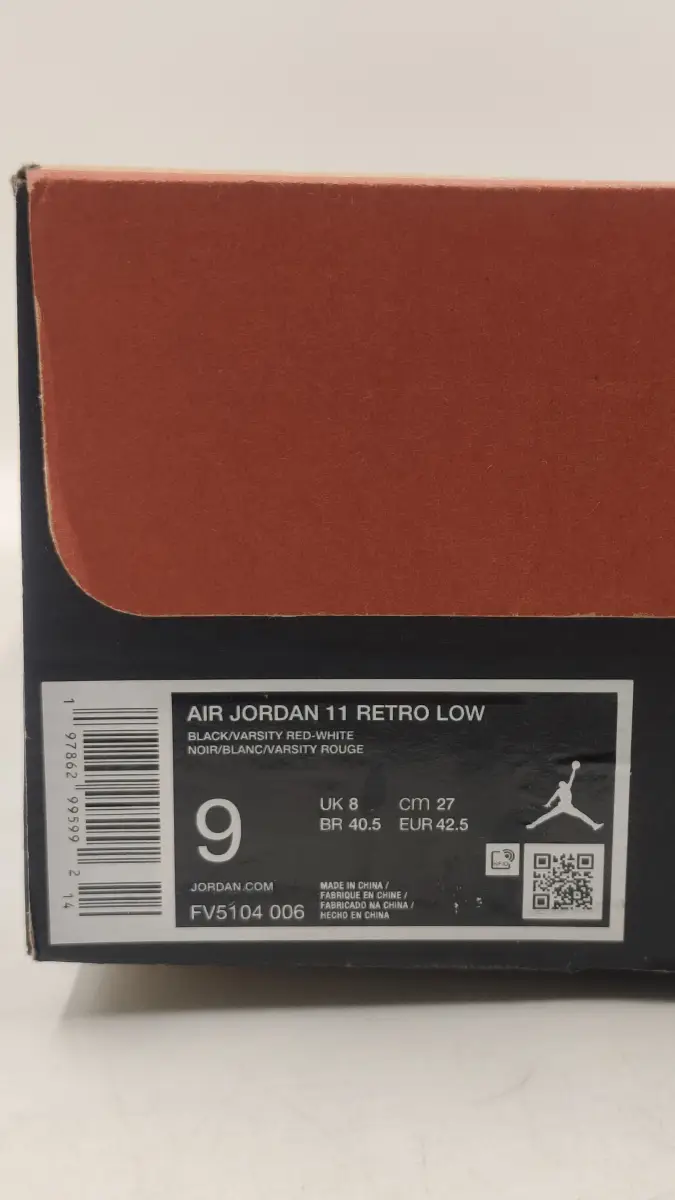 AIR JORDAN 11 RETRO LOW
BLACK/VARSITY RED-WHITE
NOIR/BLANC/VARSITY ROUGE
9
UK 8 cm 27
BR 40.5 EUR 42.5
JORDAN.COM
FV5104 006
MADE IN CHINA /
FABRIQUE EN CHINE /
FABRICADO NA CHINA /
HECHO EN CHINA
1 97862 99599 2 14